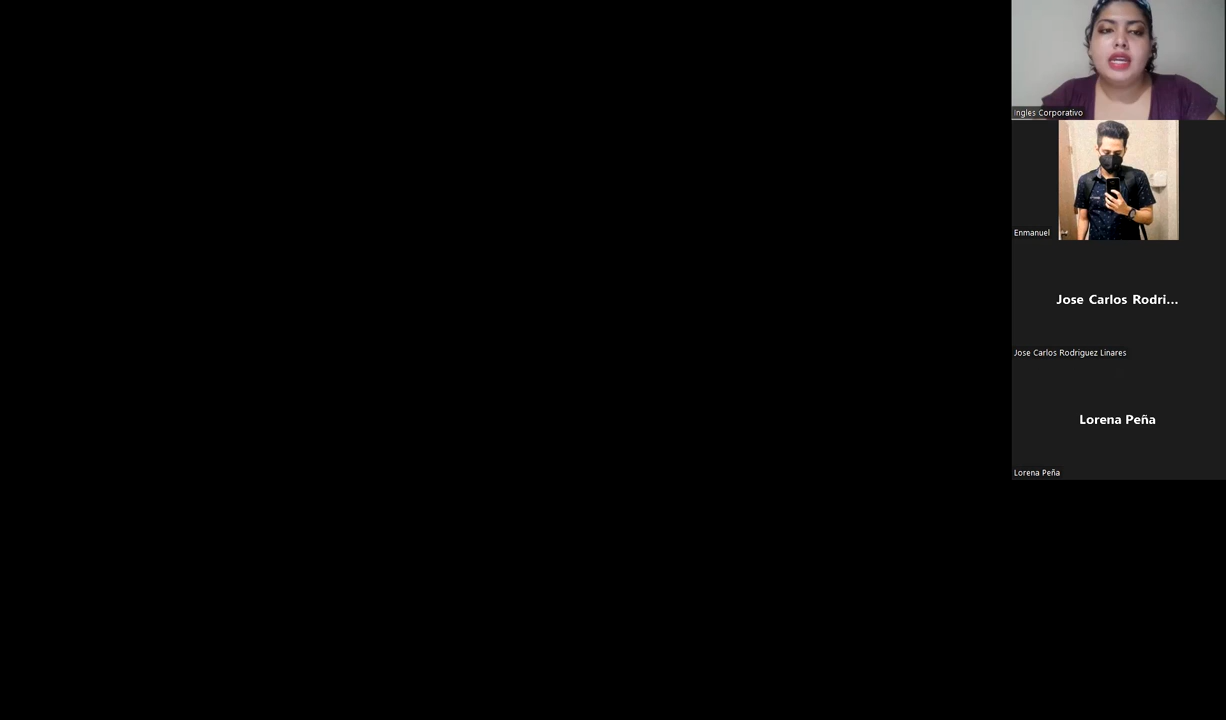 Ingles Corporativo
Enmanuel
Jose Carlos Rodri...
Jose Carlos Rodriguez Linares
Lorena Peña
Lorena Peña